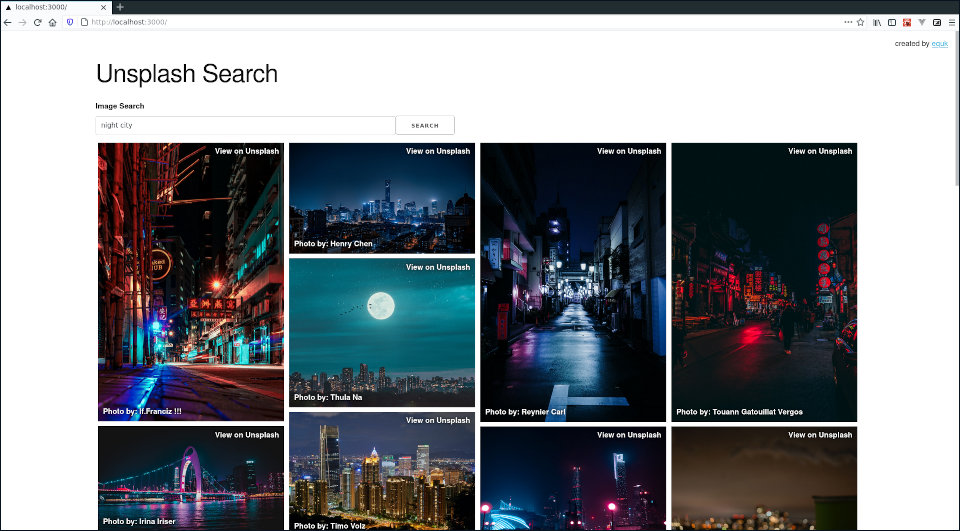 localhost:3000/
http://localhost:3000/
created by equk
Unsplash Search
Image Search
night city
SEARCH
View on Unsplash
Photo by: lf.Franciz !!!
View on Unsplash
Photo by: Irina Iriser
View on Unsplash
Photo by: Henry Chen
View on Unsplash
Photo by: Thula Na
View on Unsplash
Photo by: Timo Volz
View on Unsplash
Photo by: Reynier Carl
View on Unsplash
View on Unsplash
Photo by: Touann Gatouillat Vergos
View on Unsplash